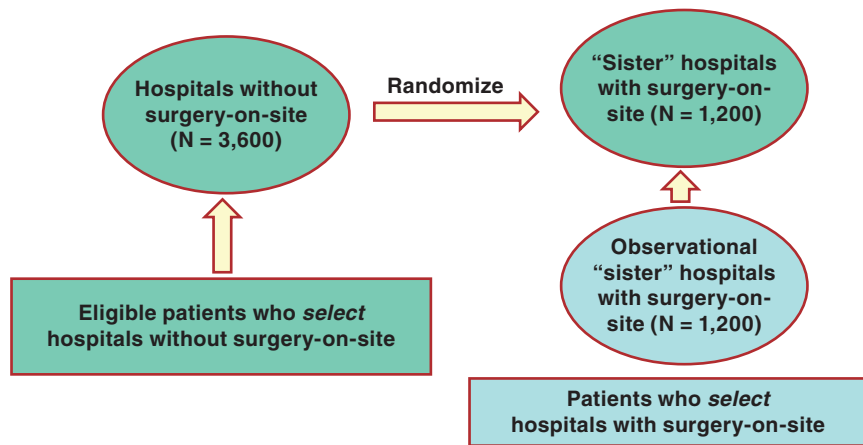 Hospitals without
surgery-on-site
(N = 3,600)
Randomize
“Sister” hospitals
with surgery-on-
site (N = 1,200)
Eligible patients who select
hospitals without surgery-on-site
Observational
“sister” hospitals
with surgery-on-
site (N = 1,200)
Patients who select
hospitals with surgery-on-site